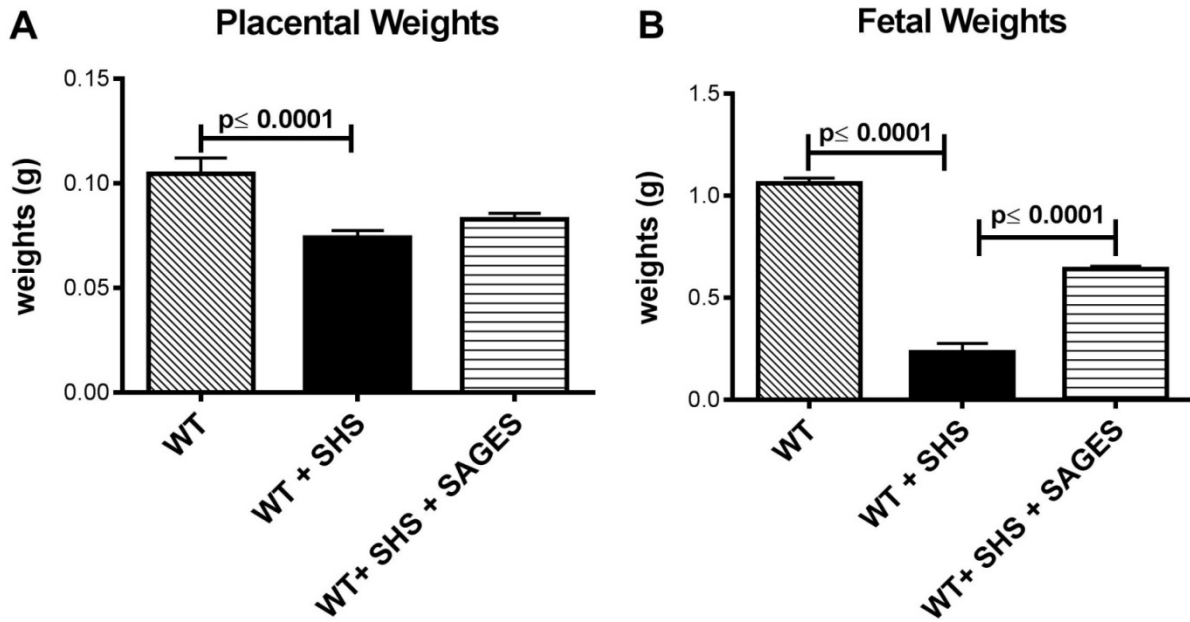 A
Placental Weights
weights (g)
0.15
0.10
0.05
0.00
p≤ 0.0001
WT
WT + SHS
WT+ SHS + SAGES
B
Fetal Weights
weights (g)
1.5
1.0
0.5
0.0
p≤ 0.0001
p≤ 0.0001
WT
WT + SHS
WT+ SHS + SAGES